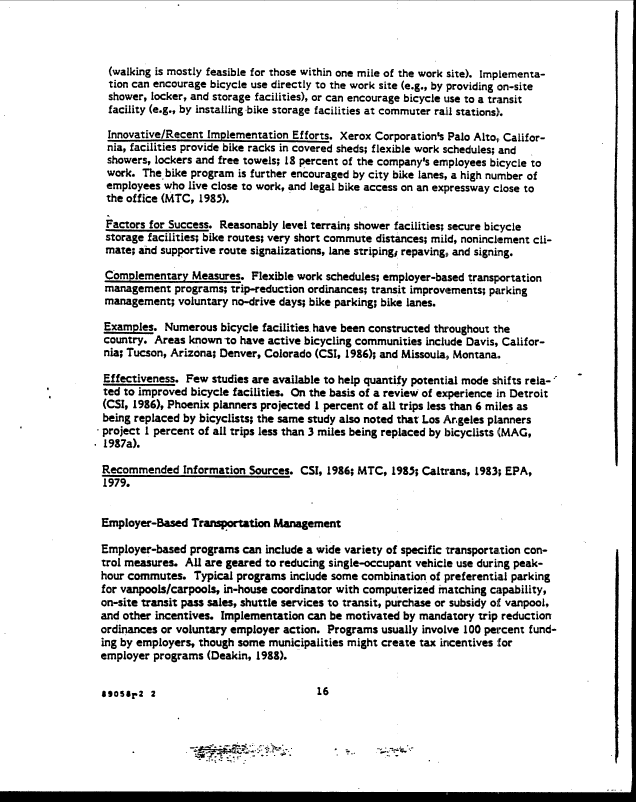 (walking is mostly feasible for those within one mile of the work site). Implementa-
tion can encourage bicycle use directly to the work site (e.g., by providing on-site
shower, locker, and storage facilities), or can encourage bicycle use to a transit
facility (e.g., by installing bike storage facilities at commuter rail stations).
Innovative/Recent Implementation Efforts. Xerox Corporation's Palo Alto, Califor-
nia, facilities provide bike racks in covered sheds; flexible work schedules; and
showers, lockers and free towels; 18 percent of the company's employees bicycle to
work. The bike program is further encouraged by city bike lanes, a high number of
employees who live close to work, and legal bike access on an expressway close to
the office (MTC, 1985).
Factors for Success. Reasonably level terrain; shower facilities; secure bicycle
storage facilities; bike routes; very short commute distances; mild, noninclement cli-
mate; and supportive route signalizations, lane striping, repaving, and signing.
Complementary Measures. Flexible work schedules; employer-based transportation
management programs; trip-reduction ordinances; transit improvements; parking
management; voluntary no-drive days; bike parking; bike lanes.
Examples. Numerous bicycle facilities have been constructed throughout the
country. Areas known to have active bicycling communities include Davis, Califor-
nia; Tucson, Arizona; Denver, Colorado (CSI, 1986); and Missoula, Montana.
Effectiveness. Few studies are available to help quantify potential mode shifts rela-
ted to improved bicycle facilities. On the basis of a review of experience in Detroit
(CSI, 1986), Phoenix planners projected 1 percent of all trips less than 6 miles as
being replaced by bicyclists; the same study also noted that Los Angeles planners
project 1 percent of all trips less than 3 miles being replaced by bicyclists (MAG,
1987a).
Recommended Information Sources. CSI, 1986; MTC, 1985; Caltrans, 1983; EPA,
1979.
Employer-Based Transportation Management
Employer-based programs can include a wide variety of specific transportation con-
trol measures. All are geared to reducing single-occupant vehicle use during peak-
hour commutes. Typical programs include some combination of preferential parking
for vanpools/carpools, in-house coordinator with computerized matching capability,
on-site transit pass sales, shuttle services to transit, purchase or subsidy of vanpool,
and other incentives. Implementation can be motivated by mandatory trip reduction
ordinances or voluntary employer action. Programs usually involve 100 percent fund-
ing by employers, though some municipalities might create tax incentives for
employer programs (Deakin, 1988).
89058r2 2
16